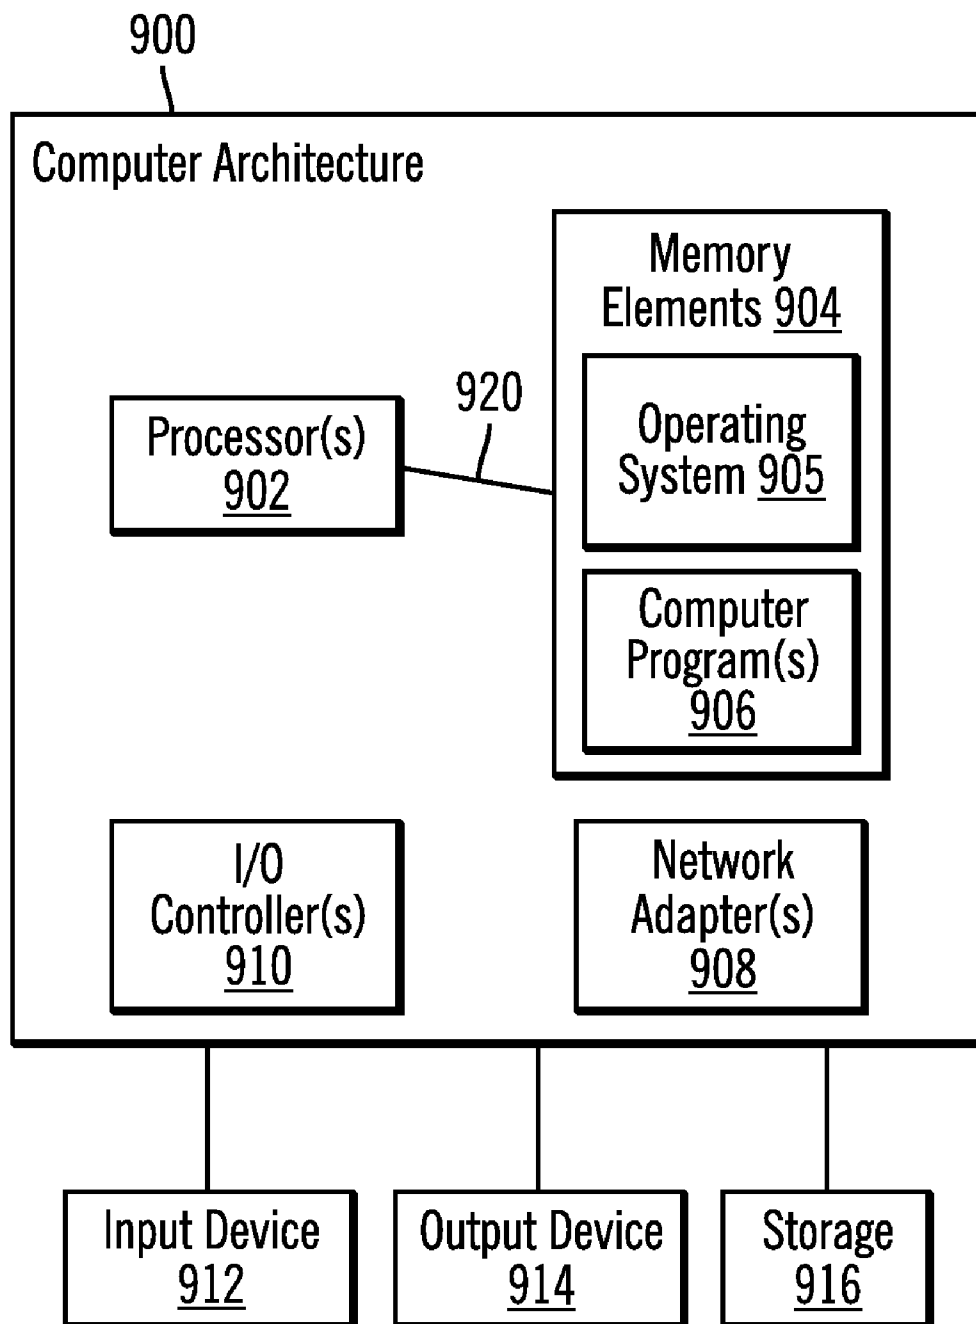 900
Computer Architecture
Memory
Elements 904
920
Processor(s)
902
Operating
System 905
Computer
Program(s)
906
I/O
Controller(s)
910
Network
Adapter(s)
908
Input Device
912
Output Device
914
Storage
916